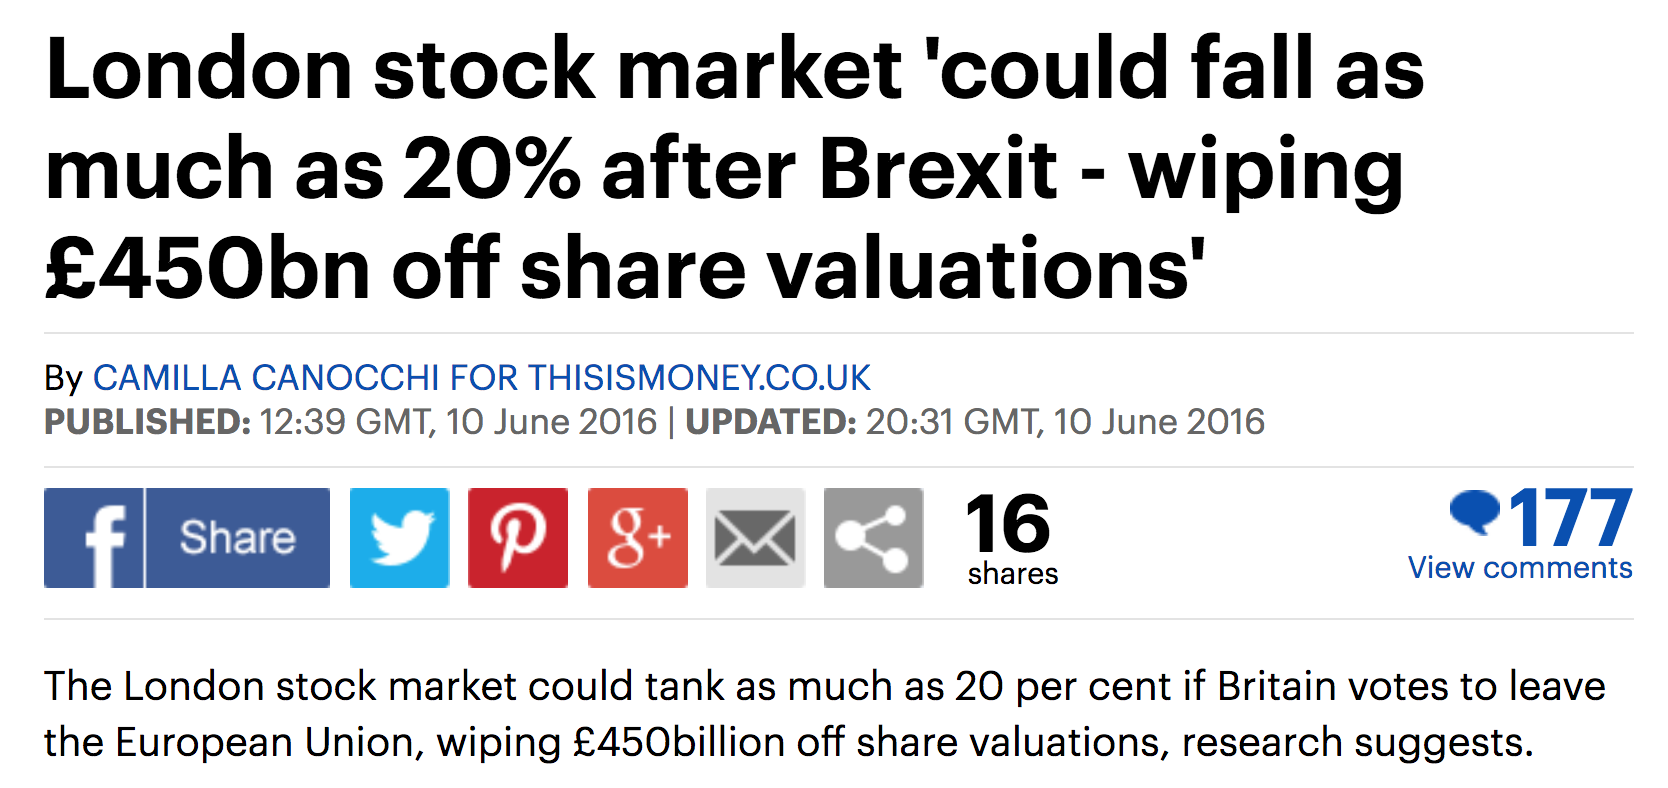 London stock market 'could fall as
much as 20% after Brexit - wiping
£450bn off share valuations'
By CAMILLA CANOCCHI FOR THISISMONEY.CO.UK
PUBLISHED: 12:39 GMT, 10 June 2016 | UPDATED: 20:31 GMT, 10 June 2016
f Share
g+
16
shares
177
View comments
The London stock market could tank as much as 20 per cent if Britain votes to leave
the European Union, wiping £450billion off share valuations, research suggests.